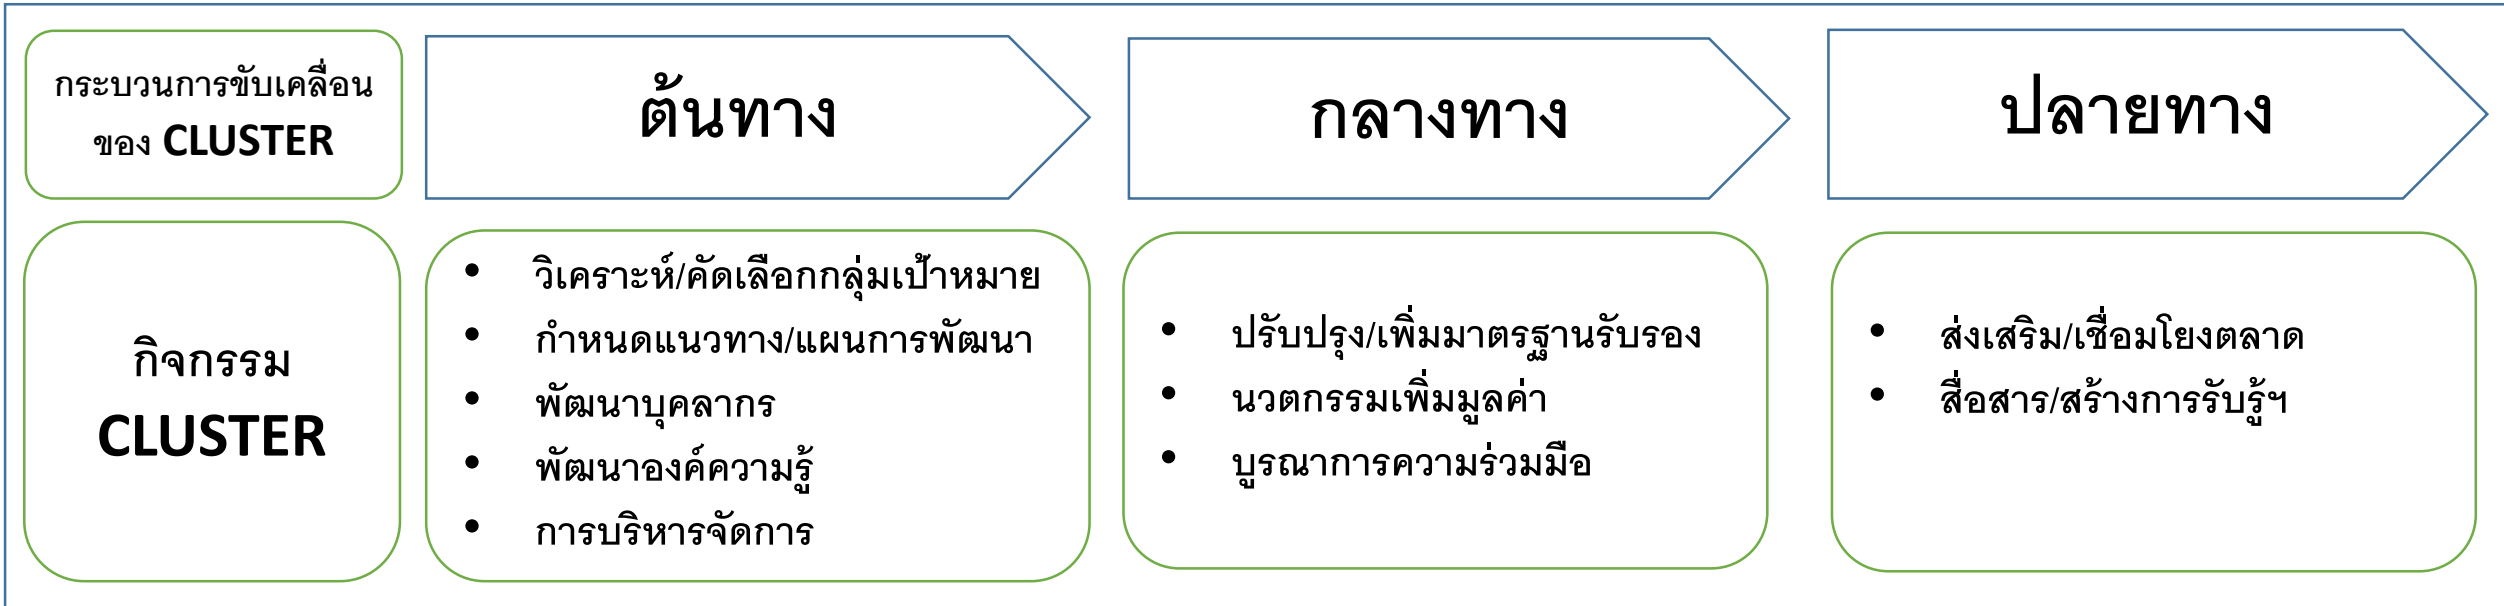 กระบวนการขับเคลื่อน
ของ CLUSTER
ต้นทาง
กลางทาง
ปลายทาง
กิจกรรม
CLUSTER
• วิเคราะห์/คัดเลือกกลุ่มเป้าหมาย
• กำหนดแนวทาง/แผนการพัฒนา
• พัฒนาบุคลากร
• พัฒนาองค์ความรู้
• การบริหารจัดการ
• ปรับปรุง/เพิ่มมาตรฐานรับรอง
• นวตกรรมเพิ่มมูลค่า
• บูรณาการความร่วมมือ
• ส่งเสริม/เชื่อมโยงตลาด
• สื่อสาร/สร้างการรับรู้ฯ